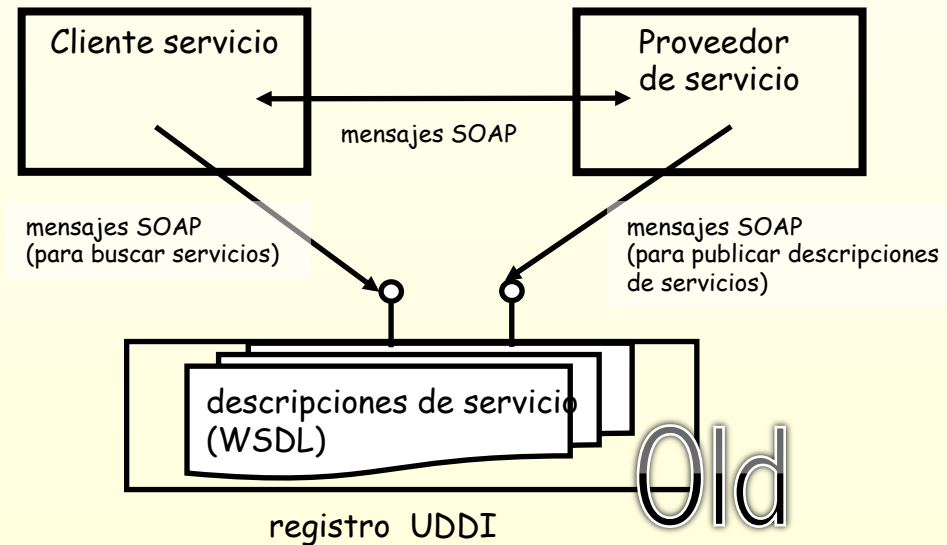 Cliente servicio
Proveedor
de servicio
mensajes SOAP
mensajes SOAP
(para buscar servicios)
mensajes SOAP
(para publicar descripciones
de servicios)
descripciones de servicio
(WSDL)
Old
registro UDDI